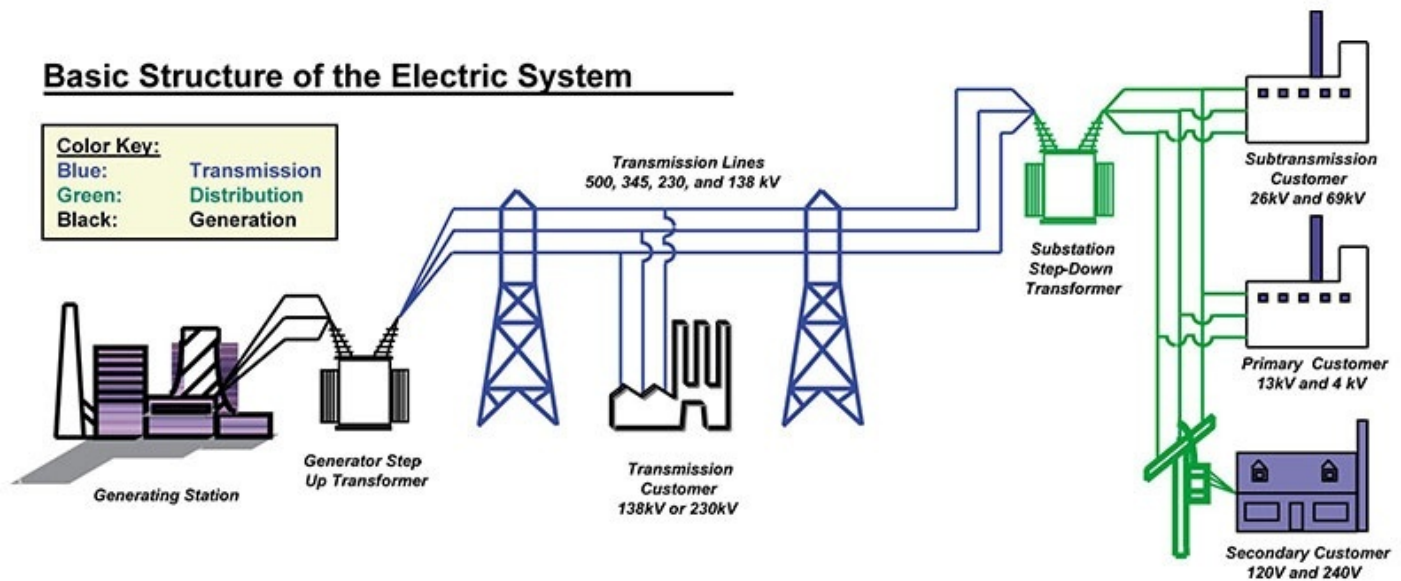 Basic Structure of the Electric System
Color Key:
Blue: Transmission
Green: Distribution
Black: Generation
Transmission Lines
500, 345, 230, and 138 kV
Subtransmission
Customer
26kV and 69kV
Substation
Step-Down
Transformer
Primary Customer
13kV and 4 kV
Generator Step
Up Transformer
Transmission
Customer
138kV or 230kV
Generating Station
Secondary Customer
120V and 240V